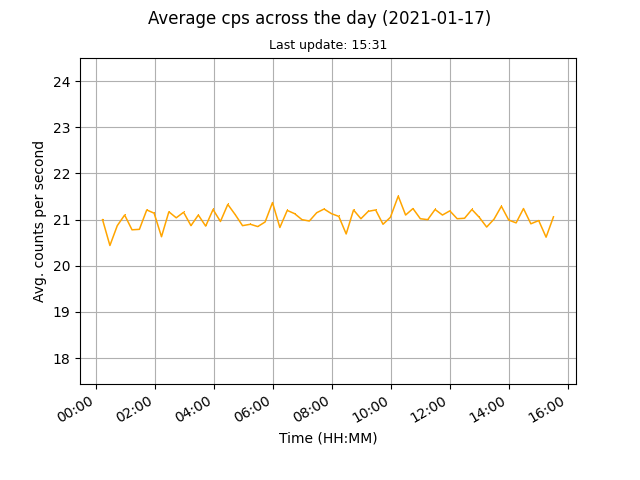 Average cps across the day (2021-01-17)
Last update: 15:31
Avg. counts per second
24
23
22
21
20
19
18
00:00 02:00 04:00 06:00 08:00 10:00 12:00 14:00 16:00
Time (HH:MM)